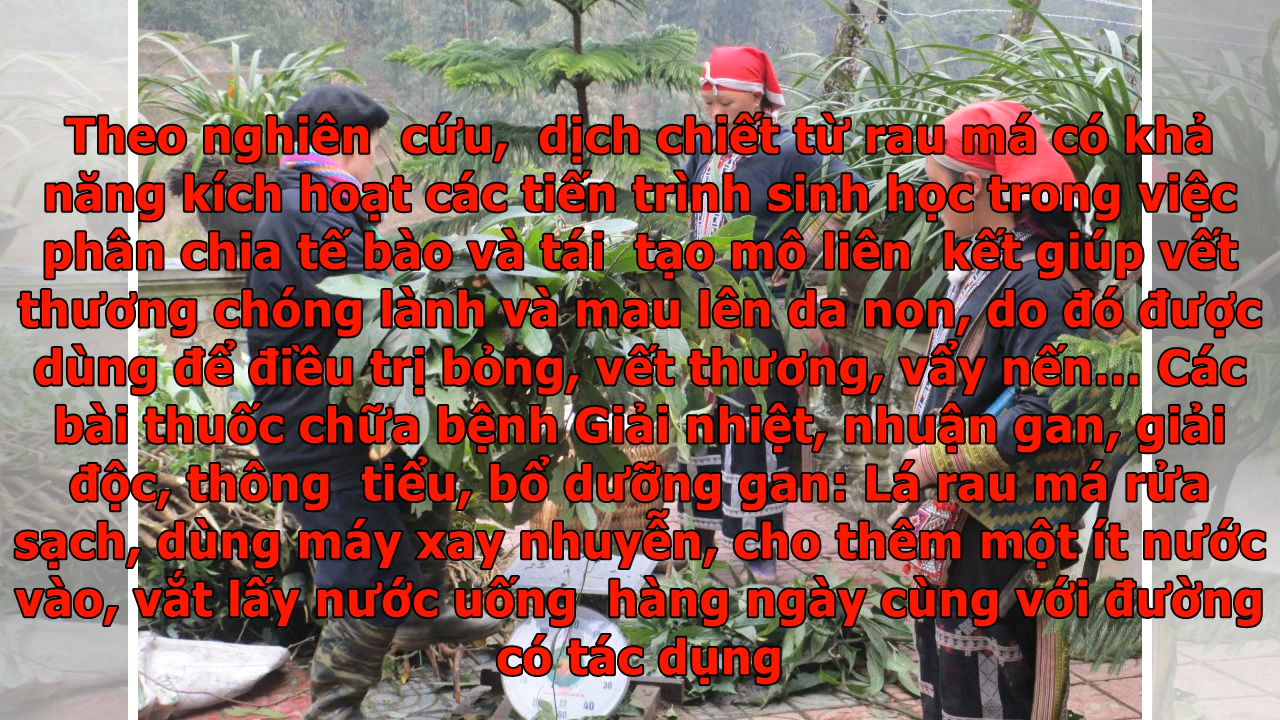 Theo nghiên cứu, dịch chiết từ rau má có khả
năng kích hoạt các tiến trình sinh học trong việc
phân chia tế bào và tái tạo mô liên kết giúp vết
thương chóng lành và mau lên da non, do đó được
dùng để điều trị bỏng, vết thương, vẩy nến... Các
bài thuốc chữa bệnh Giải nhiệt, nhuận gan, giải
độc, thông tiểu, bổ dưỡng gan: Lá rau má rửa
sạch, dùng máy xay nhuyễn, cho thêm một ít nước
vào, vắt lấy nước uống hàng ngày cùng với đường
có tác dụng
30
40
50